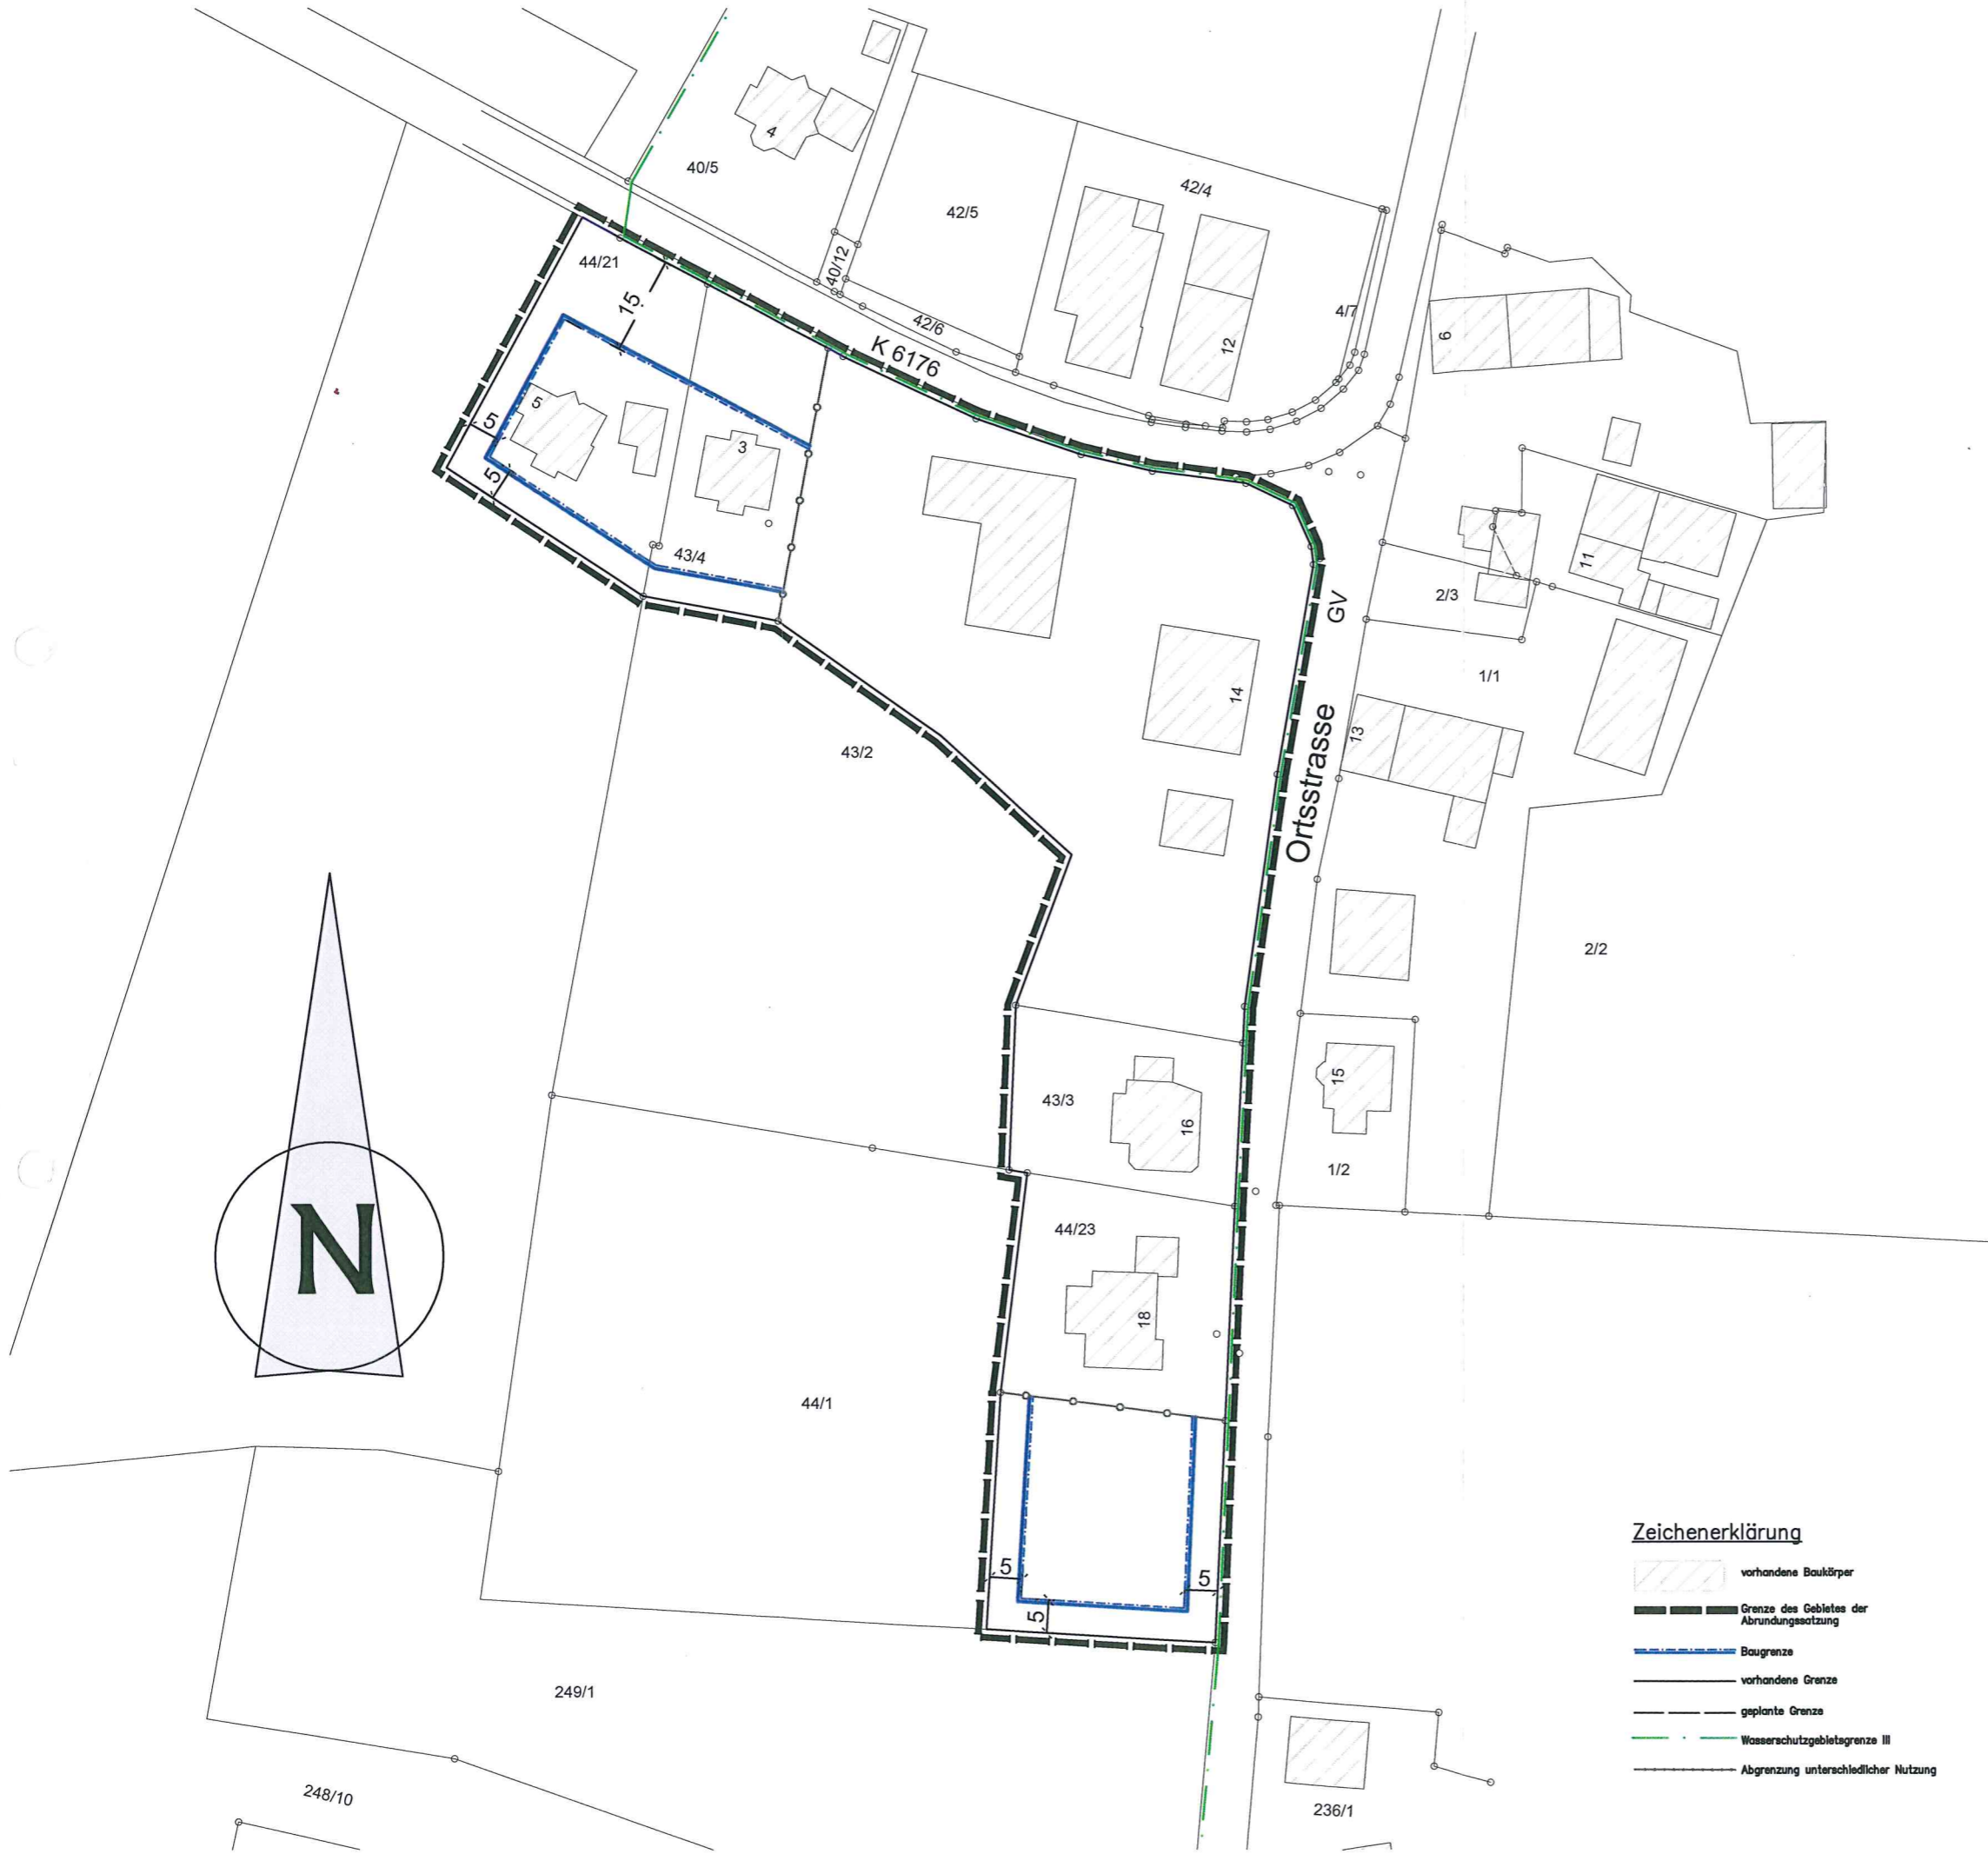 4
40/5
42/4
42/5
44/21
40/12
15
42/6
4/7
K 6176
12
6
5
5
3
5
43/4
11
2/3
GV
1/1
14
13
43/2
Ortsstrasse
2/2
15
43/3
16
1/2
N
44/23
18
44/1
5
5
5
249/1
248/10
236/1
Zeichenerklärung
vorhandene Baukörper
Grenze des Gebietes der
Abrundungssatzung
Baugrenze
vorhandene Grenze
geplante Grenze
Wasserschutzgebietsgrenze III
Abgrenzung unterschiedlicher Nutzung